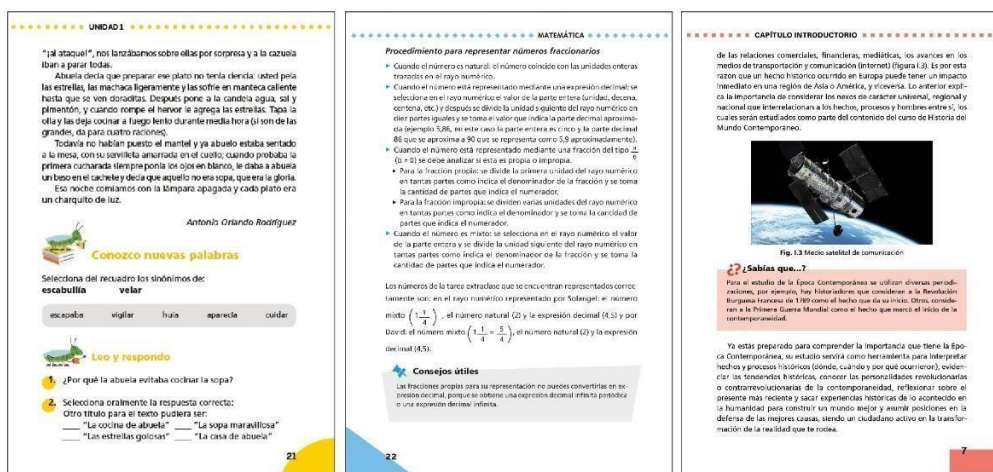 UNIDAD 1
“¡al ataque!”, nos lanzábamos sobre ellas por sorpresa y a la cazuela
iban a parar todas.
Abuela decía que preparar ese plato no tenía ciencia: usted pela
las estrellas, las machaca ligeramente y las sofríe en manteca caliente
hasta que se ven doraditas. Después pone a la candela agua, sal y
pimentón, y cuando rompe el hervor le agrega las estrellas. Tapa la
olla y las deja cocinar a fuego lento durante media hora (si son de las
grandes, da para cuatro raciones).
Todavía no habían puesto el mantel y ya abuelo estaba sentado
a la mesa, con su servilleta amarrada en el cuello; cuando probaba la
primera cucharada siempre ponía los ojos en blanco, le daba a abuela
un beso en el cachete y decía que aquello no era sopa, que era la gloria.
Esa noche comíamos con la lámpara apagada y cada plato era
un charquito de luz.
Antonio Orlando Rodríguez
Conozco nuevas palabras
Selecciona del recuadro los sinónimos de:
escabullía velar
escapaba vigilar huía aparecía cuidar
Leo y respondo
1. ¿Por qué la abuela evitaba cocinar la sopa?
2. Selecciona oralmente la respuesta correcta:
Otro título para el texto pudiera ser:
____ “La cocina de abuela” ____ “La sopa maravillosa”
____ “Las estrellas golosas” ____ “La casa de abuela”
21
MATEMÁTICA
Procedimiento para representar números fraccionarios
Cuando el número es natural: el número coincide con las unidades enteras
trazadas en el rayo numérico.
Cuando el número está representado mediante una expresión decimal: se
selecciona en el rayo numérico el valor de la parte entera (unidad, decena,
centena, etc.) y después se divide la unidad siguiente del rayo numérico en
diez partes iguales y se toma el valor que indica la parte decimal aproxima-
da (ejemplo 5,86, en este caso la parte entera es cinco y la parte decimal
86 que se aproxima a 90 que se representa como 5,9 aproximadamente).
Cuando el número está representado mediante una fracción del tipo a/b
(b ≠ 0) se debe analizar si esta es propia o impropia.
Para la fracción propia: se divide la primera unidad del rayo numérico
en tantas partes como indica el denominador de la fracción y se toma
la cantidad de partes que indica el numerador.
Para la fracción impropia: se dividen varias unidades del rayo numérico
en tantas partes como indica el denominador y se toma la cantidad de
partes que indica el numerador.
Cuando el número es mixto: se selecciona en el rayo numérico el valor
de la parte entera y se divide la unidad siguiente del rayo numérico en
tantas partes como indica el denominador de la fracción y se toma la
cantidad de partes que indica el numerador.
Los números de la tarea extraclase que se encuentran representados correc-
tamente son: en el rayo numérico representado por Solangel: el número
mixto (1 1/4), el número natural (2) y la expresión decimal (4,5) y por
David: el número mixto (1 1/4 = 5/4), el número natural (2) y la expresión
decimal (4,5).
Consejos útiles
Las fracciones propias para su representación no puedes convertirlas en ex-
presión decimal, porque se obtiene una expresión decimal infinita periódica
o una expresión decimal infinita.
22
CAPÍTULO INTRODUCTORIO
de las relaciones comerciales, financieras, mediáticas, los avances en los
medios de transportación y comunicación (internet) (figura I.3). Es por esta
razón que un hecho histórico ocurrido en Europa puede tener un impacto
inmediato en una región de Asia o América, y viceversa. Lo anterior expli-
ca la importancia de considerar los nexos de carácter universal, regional y
nacional que interrelacionan a los hechos, procesos y hombres entre sí, los
cuales serán estudiados como parte del contenido del curso de Historia del
Mundo Contemporáneo.
Fig. I.3 Medio satelital de comunicación
¿? ¿Sabías que...?
Para el estudio de la Época Contemporánea se utilizan diversas periodi-
zaciones, por ejemplo, hay historiadores que consideran a la Revolución
Burguesa Francesa de 1789 como el hecho que da su inicio. Otros, conside-
ran a la Primera Guerra Mundial como el hecho que marcó el inicio de la
contemporaneidad.
Ya estás preparado para comprender la importancia que tiene la Épo-
ca Contemporánea, su estudio servirá como herramienta para interpretar
hechos y procesos históricos (dónde, cuándo y por qué ocurrieron), eviden-
ciar las tendencias históricas, conocer las personalidades revolucionarias
o contrarrevolucionarias de la contemporaneidad, reflexionar sobre el
presente más reciente y sacar experiencias históricas de lo acontecido en
la humanidad para construir un mundo mejor y asumir posiciones en la
defensa de las mejores causas, siendo un ciudadano activo en la transfor-
mación de la realidad que te rodea.
7